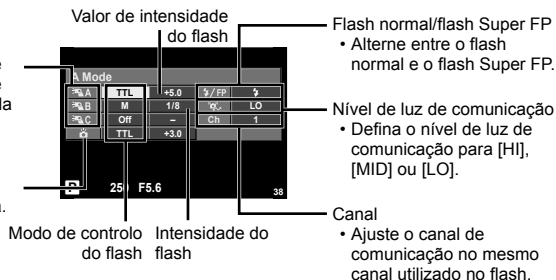 Valor de intensidade
do flash
Flash normal/flash Super FP
• Alterne entre o flash
normal e o flash Super FP.
Nível de luz de comunicação
• Defina o nível de luz de
comunicação para [HI],
[MID] ou [LO].
Canal
• Ajuste o canal de
comunicação no mesmo
canal utilizado no flash.
A Mode
A TTL +5.0 /FP
B M 1/8 LO
C Off – Ch 1
TTL +3.0
P 250 F5.6 38
Modo de controlo
do flash
Intensidade do
flash